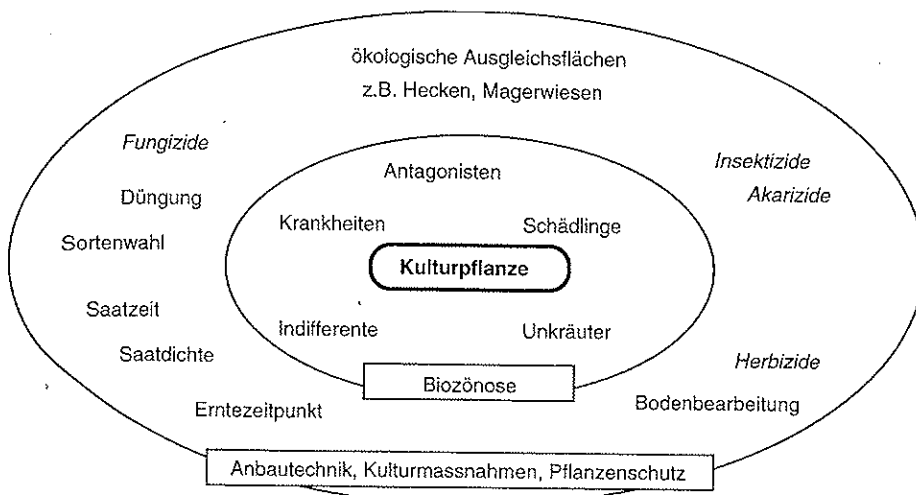 ökologische Ausgleichsflächen
z.B. Hecken, Magerwiesen
Fungizide
Insektizide
Antagonisten
Akarizide
Düngung
Krankheiten
Schädlinge
Sortenwahl
Kulturpflanze
Saatzeit
Indifferente
Unkräuter
Saatdichte
Herbizide
Biozönose
Erntezeitpunkt
Bodenbearbeitung
Anbautechnik, Kulturmassnahmen, Pflanzenschutz